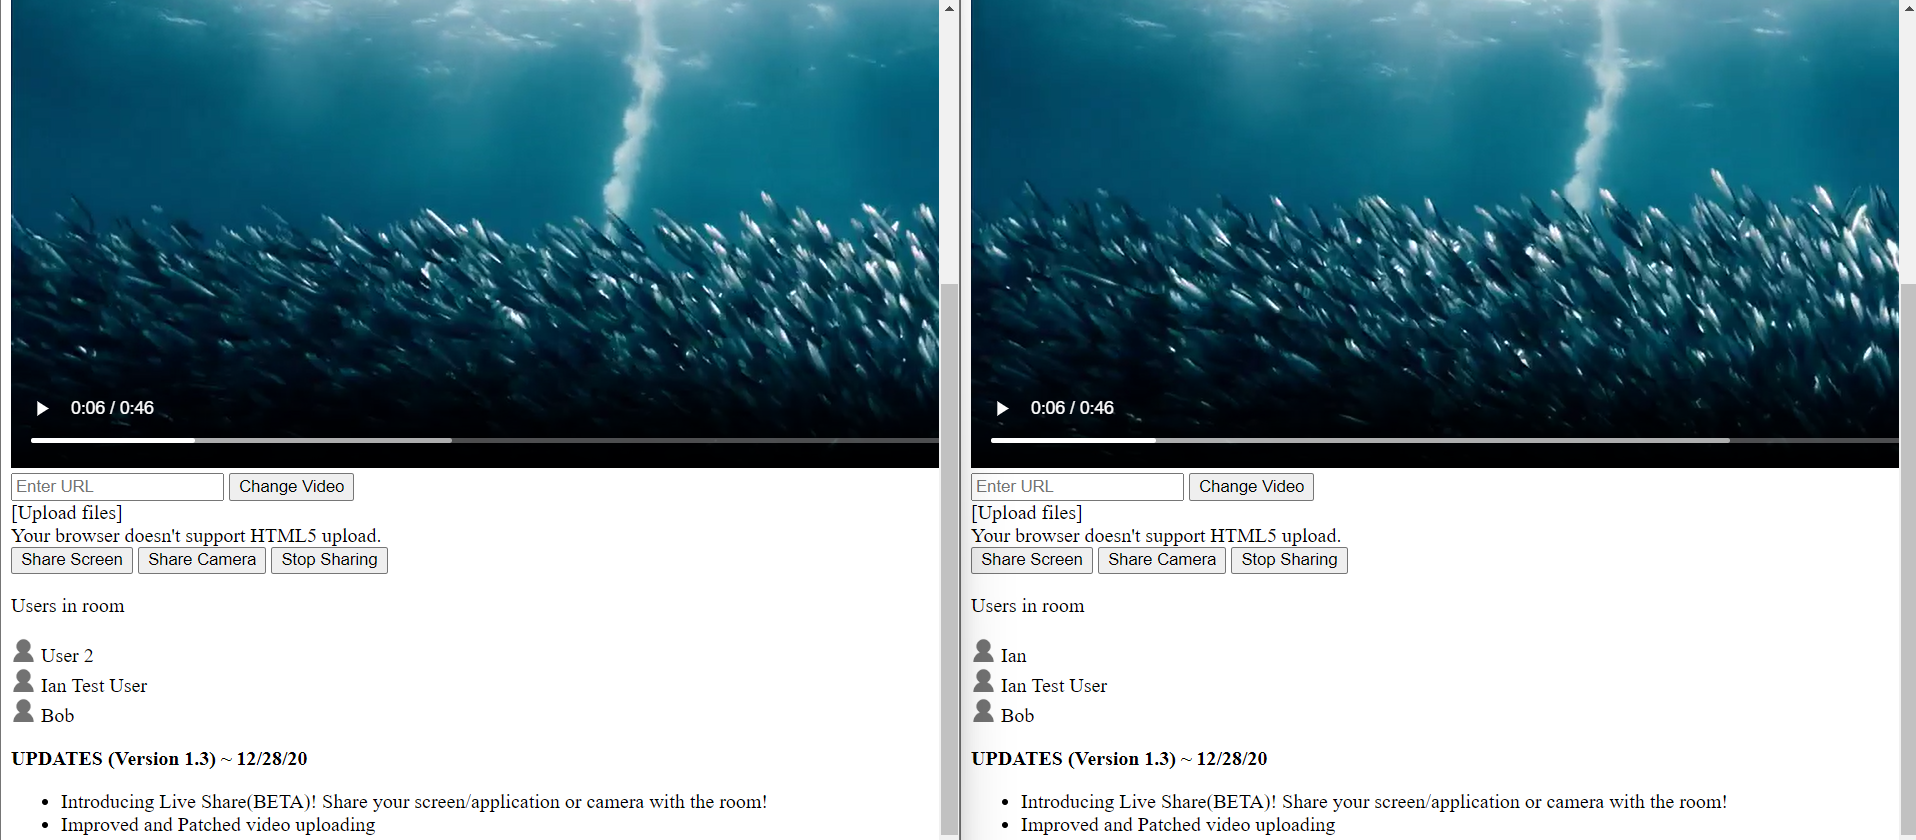 0:06 / 0:46
Enter URL Change Video
[Upload files]
Your browser doesn't support HTML5 upload.
Share Screen Share Camera Stop Sharing
Users in room
User 2
Ian Test User
Bob
UPDATES (Version 1.3) ~ 12/28/20
• Introducing Live Share(BETA)! Share your screen/application or camera with the room!
• Improved and Patched video uploading
0:06 / 0:46
Enter URL Change Video
[Upload files]
Your browser doesn't support HTML5 upload.
Share Screen Share Camera Stop Sharing
Users in room
Ian
Ian Test User
Bob
UPDATES (Version 1.3) ~ 12/28/20
• Introducing Live Share(BETA)! Share your screen/application or camera with the room!
• Improved and Patched video uploading